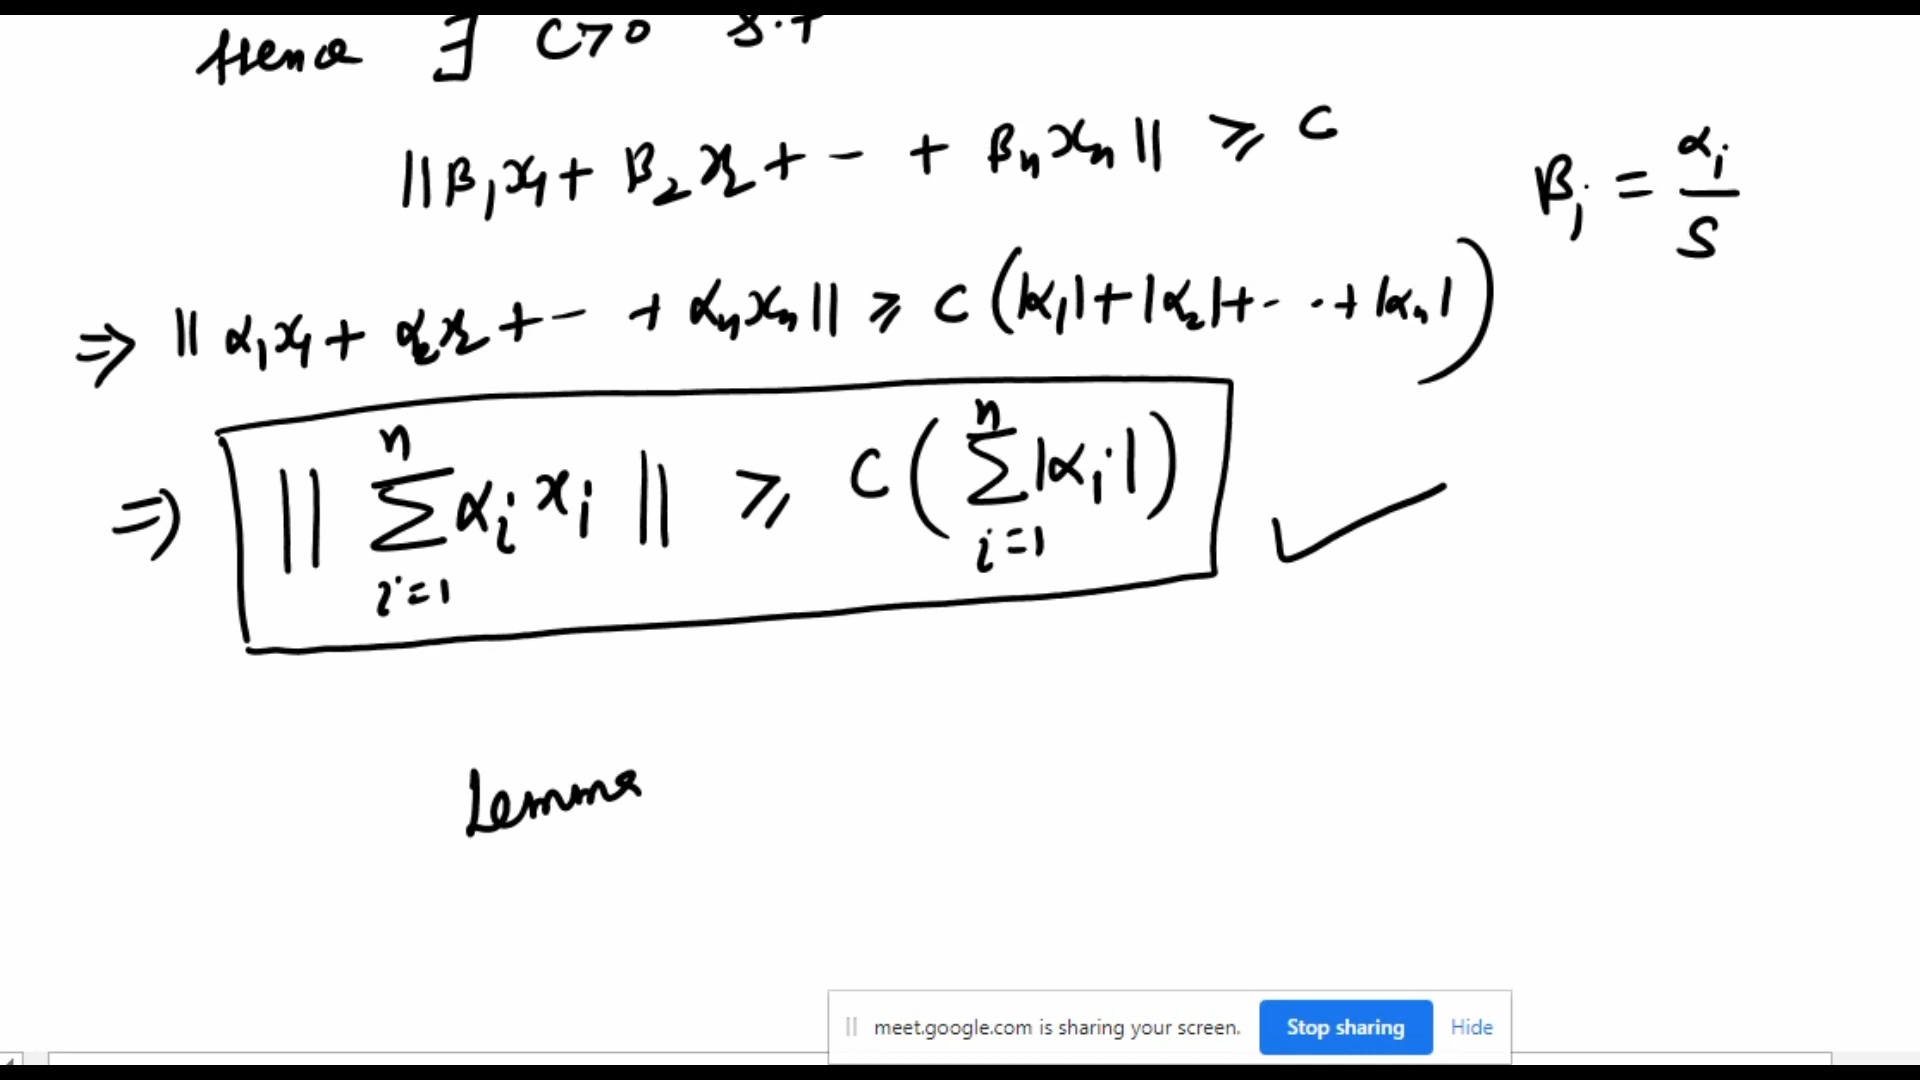 Hence ∃ C>0 s.t
||β₁x₁ + β₂x₂ + - - + βₙxₙ|| ⩾ C
βᵢ = αᵢ/S
⇒ ||α₁x₁ + α₂x₂ + - - + αₙxₙ|| ⩾ C(|α₁|+|α₂|+- ··+|αₙ|)
⇒ || ∑ᵢ₌₁ⁿ αᵢxᵢ || ⩾ C(∑ᵢ₌₁ⁿ |αᵢ|) ✓
Lemma
|| meet.google.com is sharing your screen. Stop sharing Hide